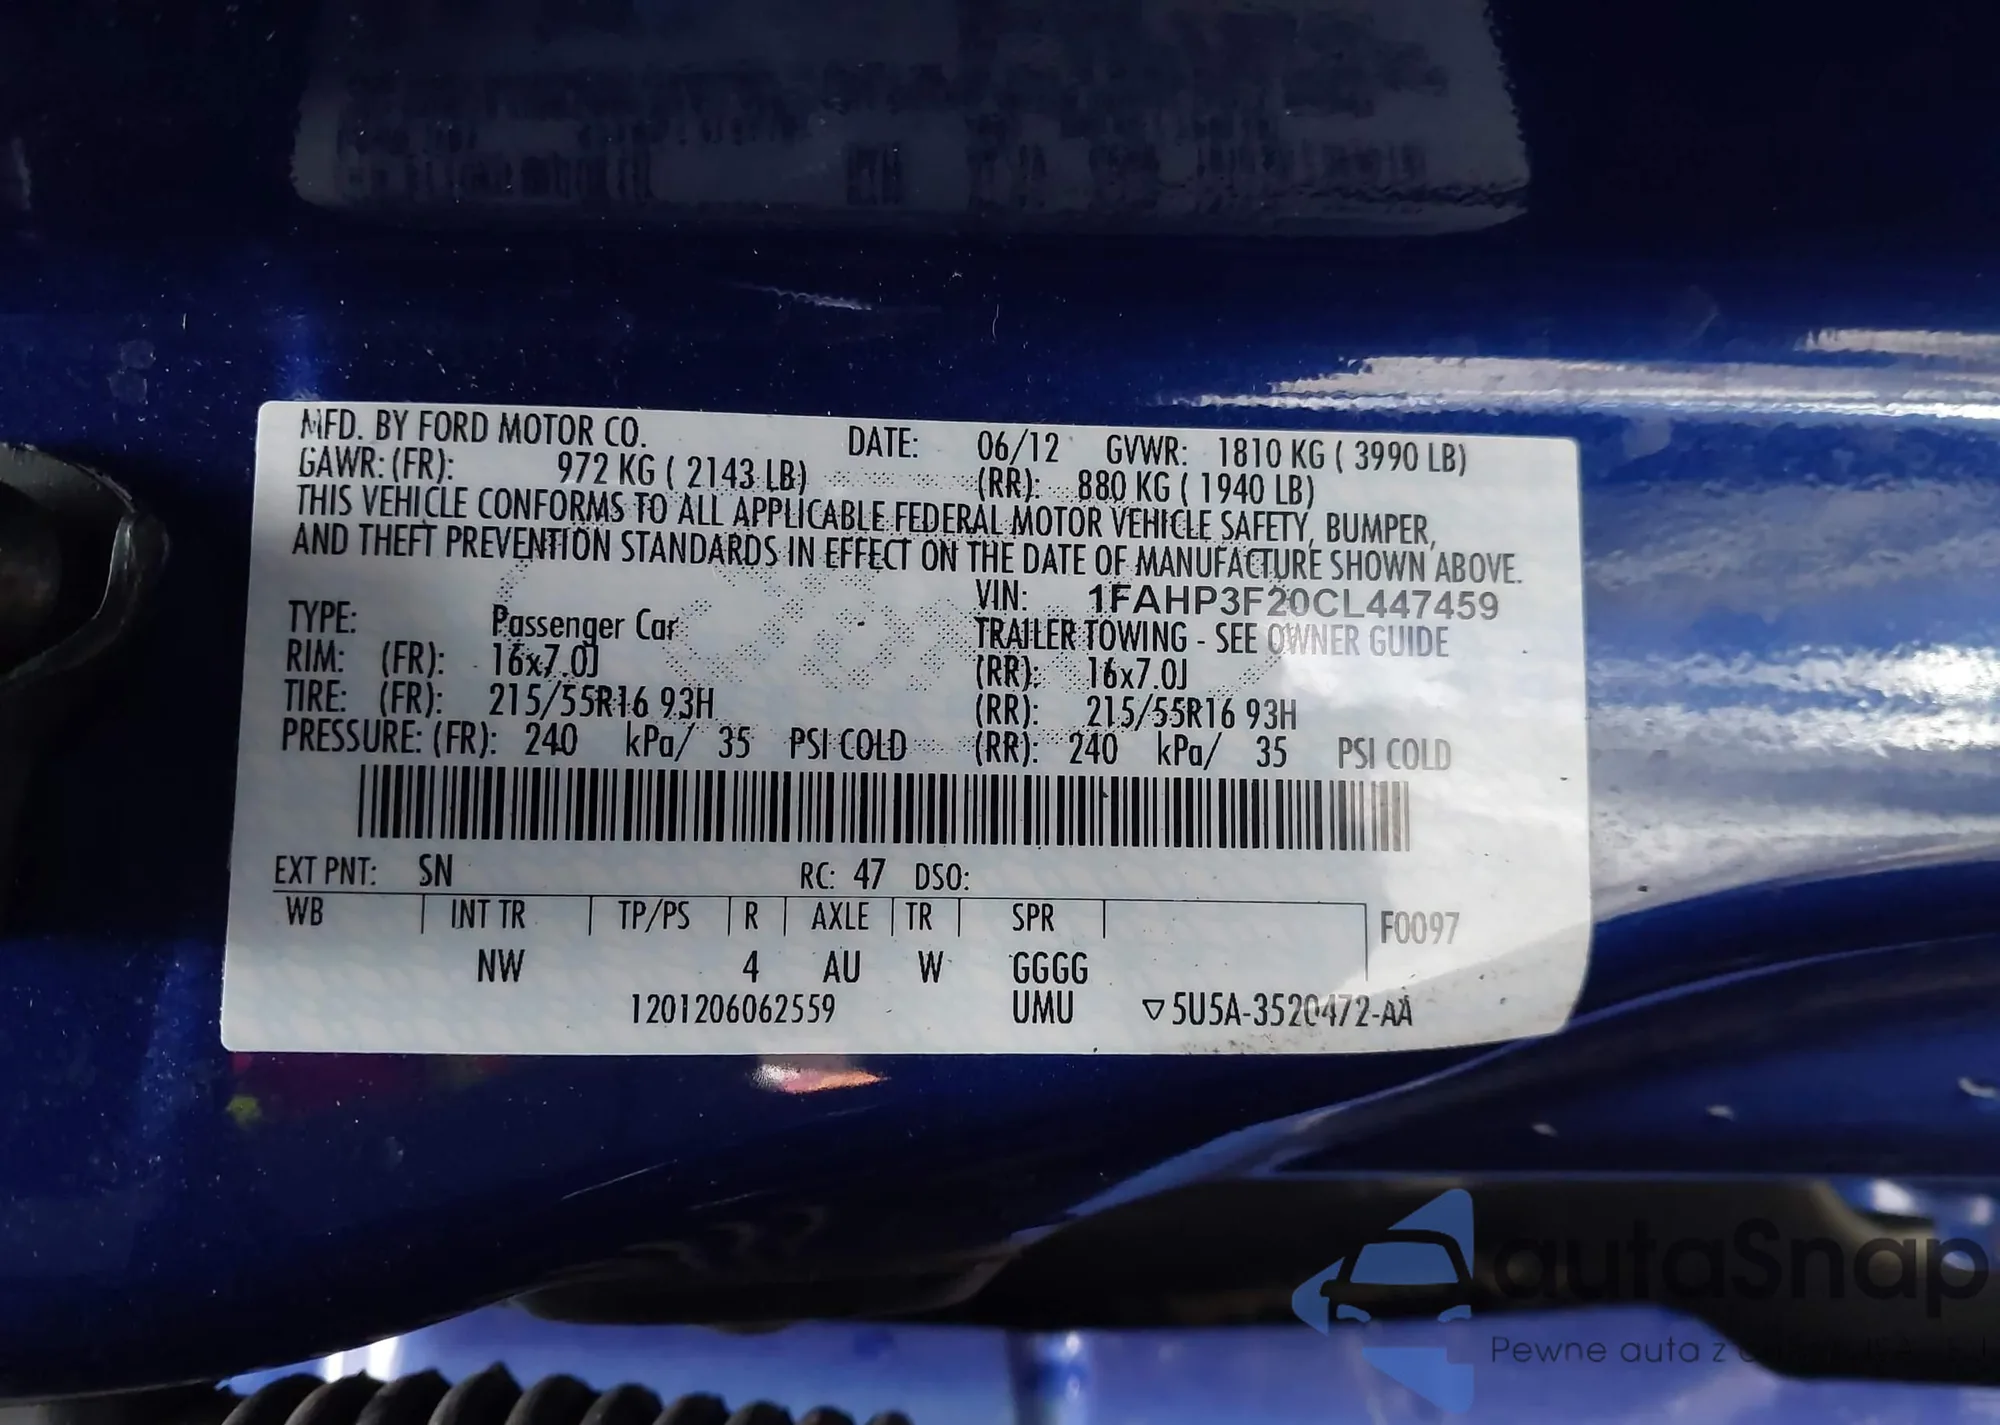 MFD. BY FORD MOTOR CO. DATE: 06/12 GVWR: 1810 KG ( 3990 LB)
GAWR: (FR): 972 KG ( 2143 LB) (RR): 880 KG ( 1940 LB)
THIS VEHICLE CONFORMS TO ALL APPLICABLE FEDERAL MOTOR VEHICLE SAFETY, BUMPER,
AND THEFT PREVENTION STANDARDS IN EFFECT ON THE DATE OF MANUFACTURE SHOWN ABOVE.
VIN: 1FAHP3F20CL447459
TYPE: Passenger Car TRAILER TOWING - SEE OWNER GUIDE
RIM: (FR): 16x7.0J (RR): 16x7.0J
TIRE: (FR): 215/55R16 93H (RR): 215/55R16 93H
PRESSURE: (FR): 240 kPa/ 35 PSI COLD (RR): 240 kPa/ 35 PSI COLD
EXT PNT: SN RC: 47 DSO:
WB INT TR TP/PS R AXLE TR SPR F0097
NW 4 AU W GGGG
1201206062559 UMU ▽5U5A-3520472-AA
autaSnap
Pewne auta z